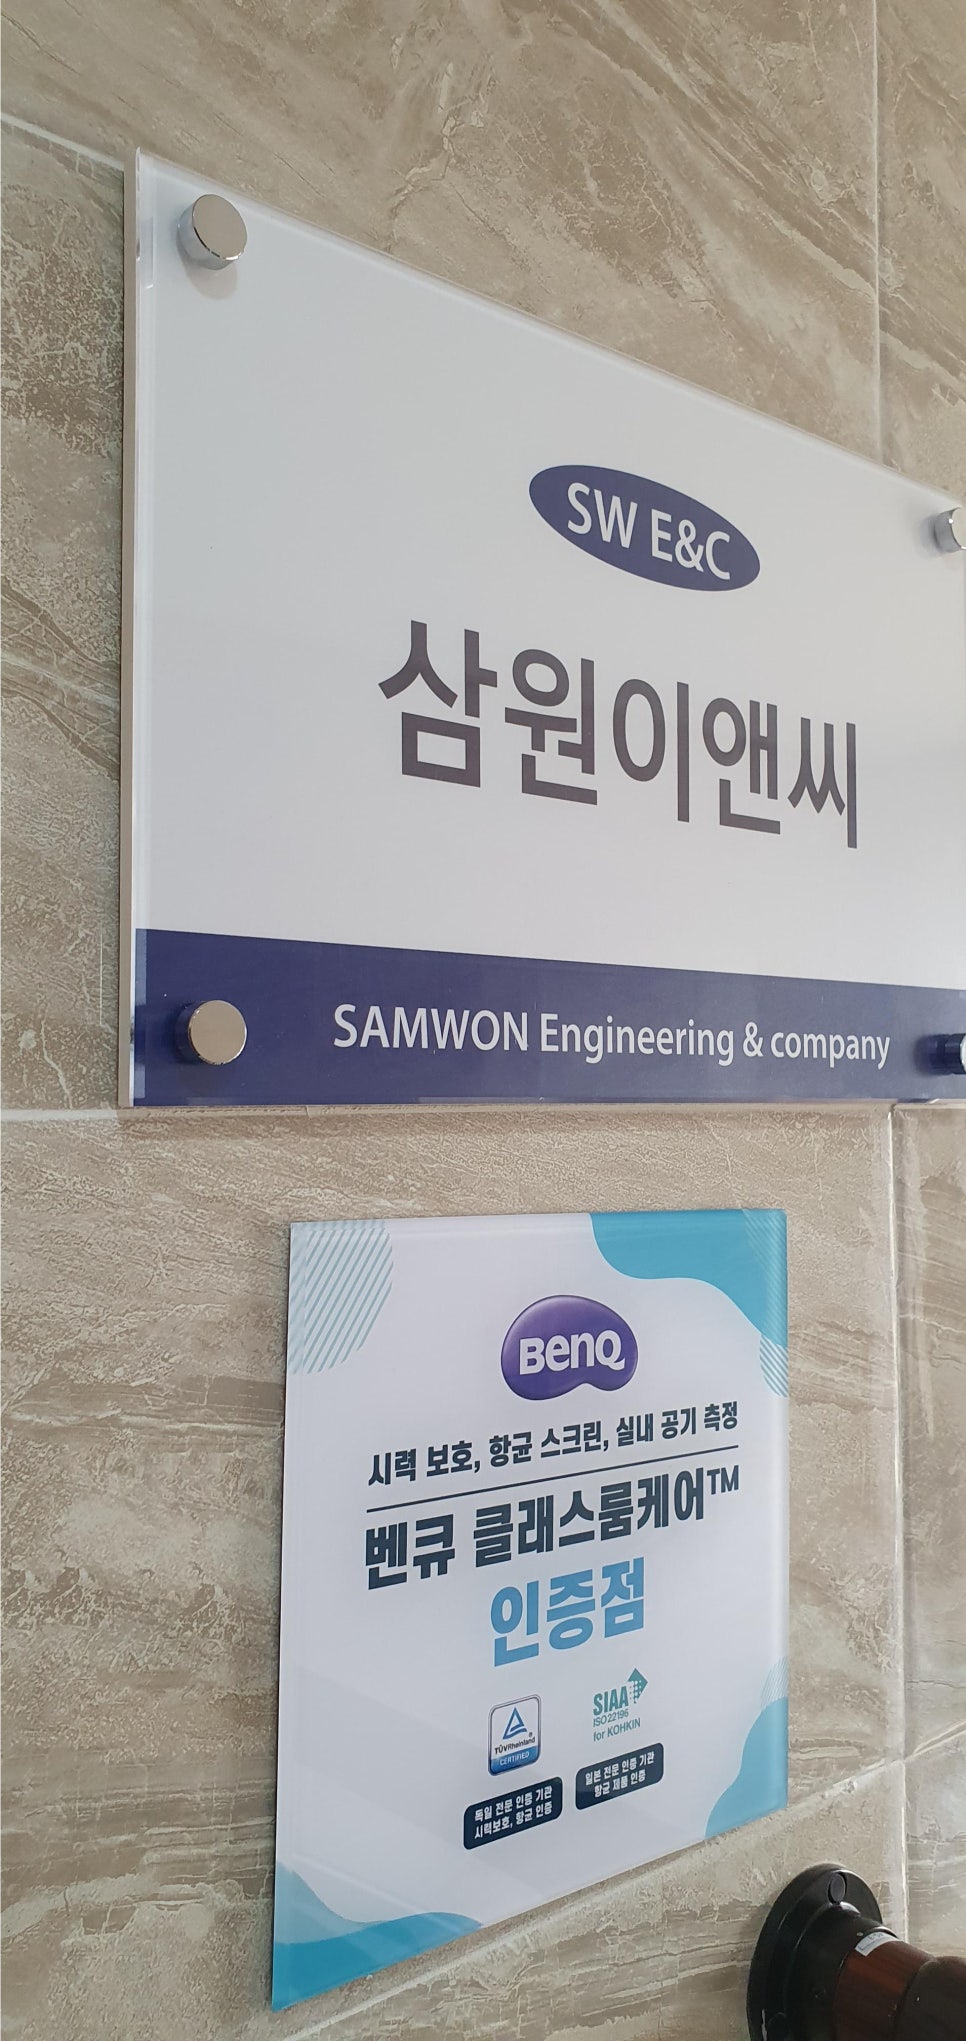 SW E&C
삼원이앤씨
SAMWON Engineering & company
BenQ
시력 보호, 항균 스크린, 실내 공기 측정
벤큐 클래스룸케어™
인증점
TÜVRheinland
CERTIFIED
SIAA
ISO 22196
for KOHKIN
독일 전문 인증 기관
시력보호, 항균 인증
일본 전문 인증 기관
항균 제품 인증